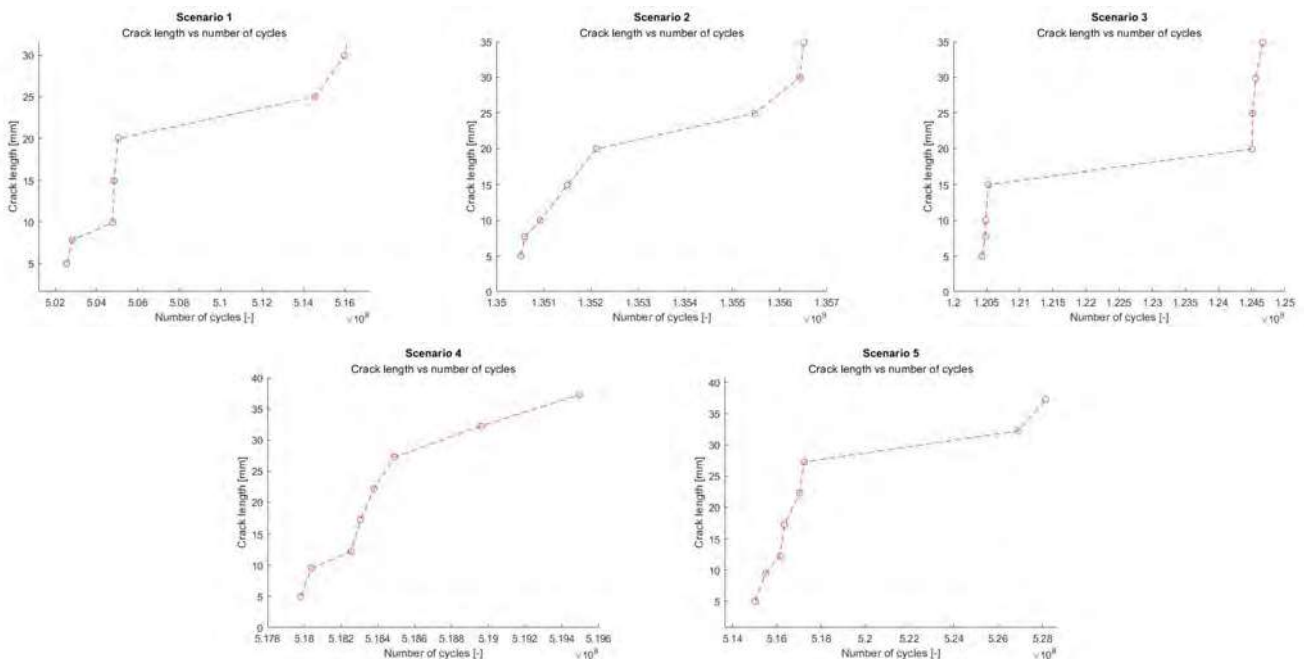 Scenario 1
Crack length vs number of cycles
Crack length [mm]
30
25
20
15
10
5
5.02 5.04 5.06 5.08 5.1 5.12 5.14 5.16
Number of cycles [-]
×10⁸
Scenario 2
Crack length vs number of cycles
Crack length [mm]
35
30
25
20
15
10
5
0
1.35 1.351 1.352 1.353 1.354 1.355 1.356 1.357
Number of cycles [-]
×10⁹
Scenario 3
Crack length vs number of cycles
Crack length [mm]
35
30
25
20
15
10
5
0
1.2 1.205 1.21 1.215 1.22 1.225 1.23 1.235 1.24 1.245 1.25
Number of cycles [-]
Scenario 4
Crack length vs number of cycles
Crack length [mm]
40
35
30
25
20
15
10
5
0
5.178 5.18 5.182 5.184 5.186 5.188 5.19 5.192 5.194 5.196
Number of cycles [-]
×10⁸
Scenario 5
Crack length vs number of cycles
Crack length [mm]
40
35
30
25
20
15
10
5
5.14 5.16 5.18 5.2 5.22 5.24 5.26 5.28
Number of cycles [-]
×10⁸